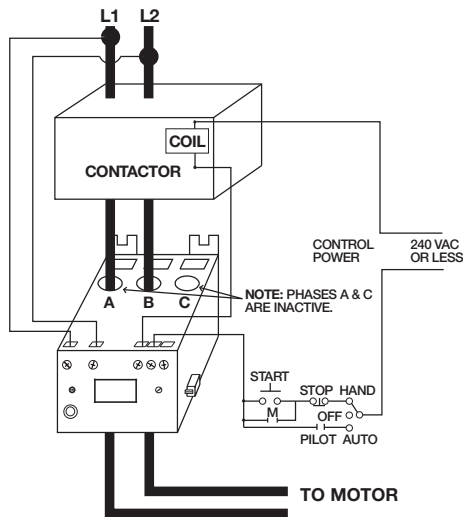 L1 L2
COIL
CONTACTOR
CONTROL POWER
240 VAC OR LESS
A B C
NOTE: PHASES A & C
ARE INACTIVE.
START
STOP HAND
M
OFF
PILOT AUTO
TO MOTOR